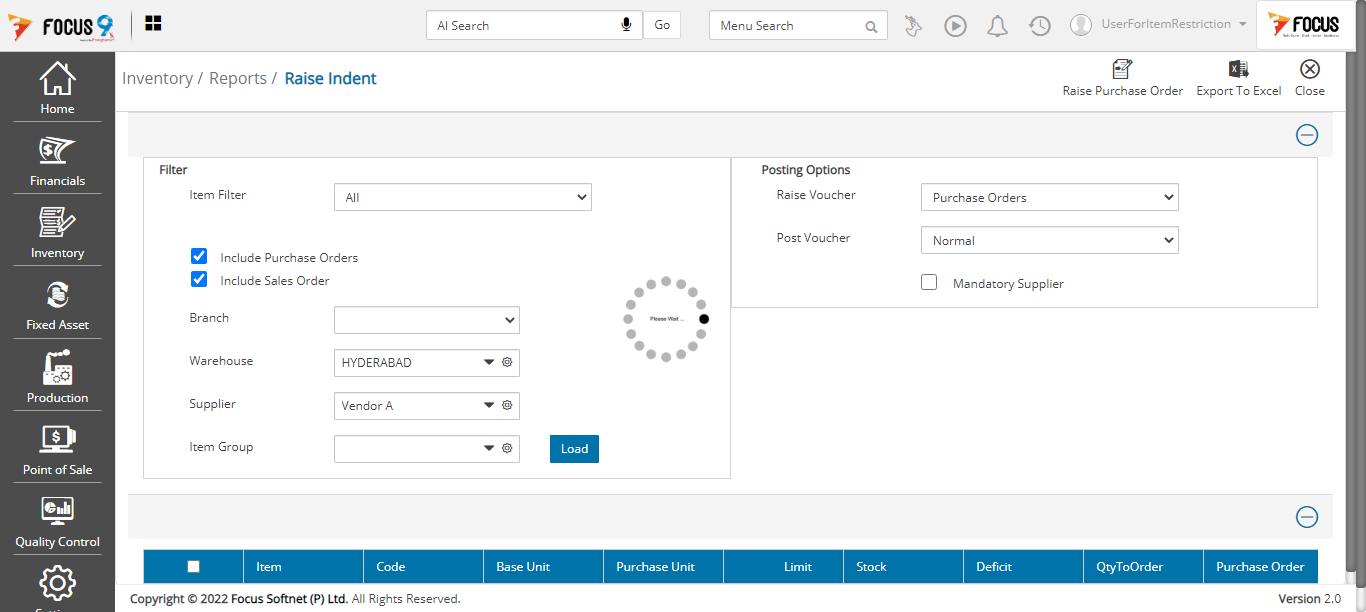 FOCUS 9
AI Search
Go
Menu Search
UserForItemRestriction
FOCUS
Home
Financials
Inventory
Fixed Asset
Production
Point of Sale
Quality Control
Inventory / Reports / Raise Indent
Raise Purchase Order
Export To Excel
Close
Filter
Item Filter
All
Include Purchase Orders
Include Sales Order
Branch
Warehouse
HYDERABAD
Supplier
Vendor A
Item Group
Load
Please Wait ...
Posting Options
Raise Voucher
Purchase Orders
Post Voucher
Normal
Mandatory Supplier
Item
Code
Base Unit
Purchase Unit
Limit
Stock
Deficit
QtyToOrder
Purchase Order
Copyright © 2022 Focus Softnet (P) Ltd. All Rights Reserved.
Version 2.0